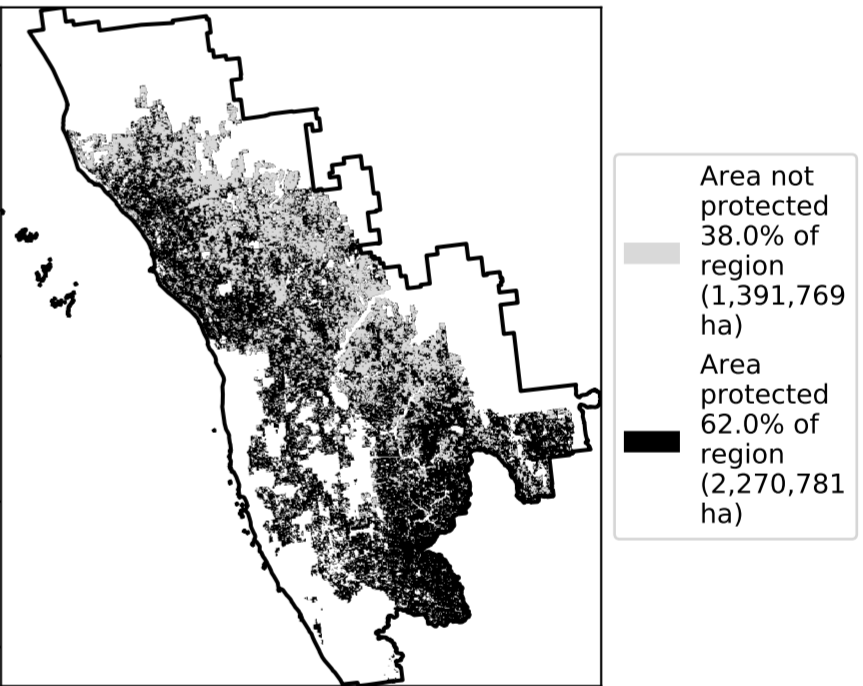 Area not
protected
38.0% of
region
(1,391,769
ha)
Area
protected
62.0% of
region
(2,270,781
ha)